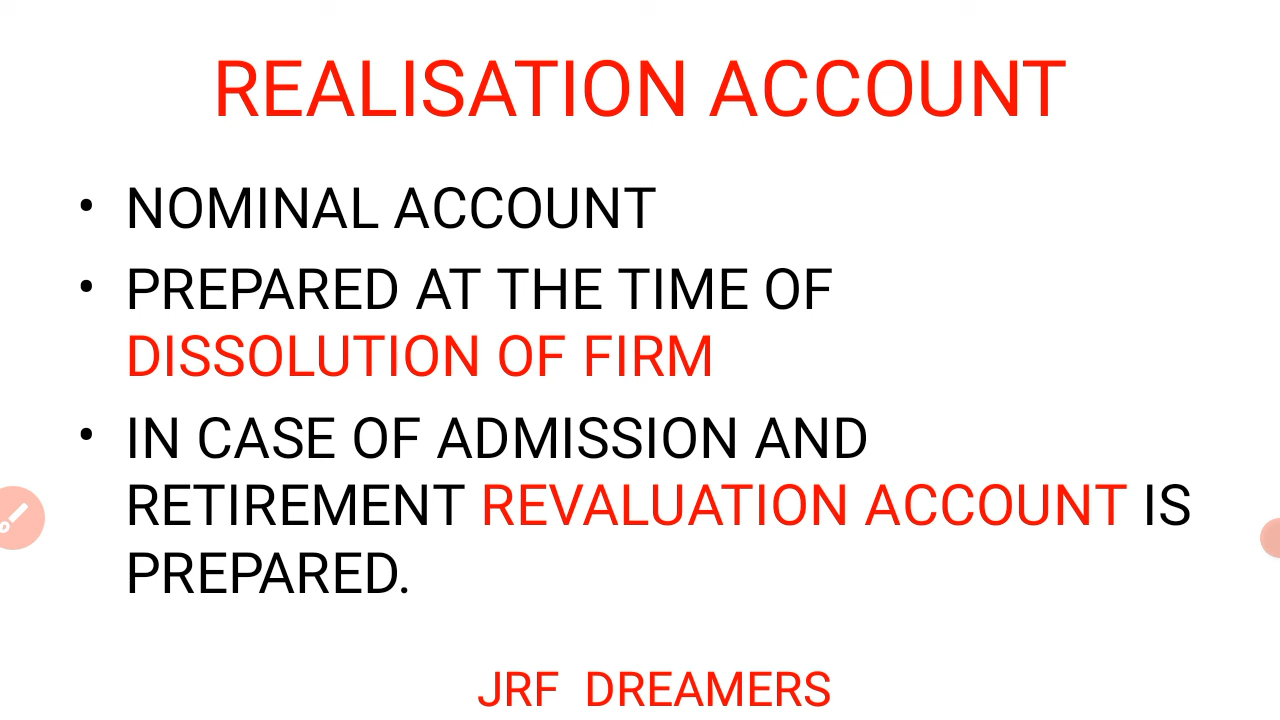 REALISATION ACCOUNT
• NOMINAL ACCOUNT
• PREPARED AT THE TIME OF
DISSOLUTION OF FIRM
• IN CASE OF ADMISSION AND
RETIREMENT REVALUATION ACCOUNT IS
PREPARED.
JRF DREAMERS